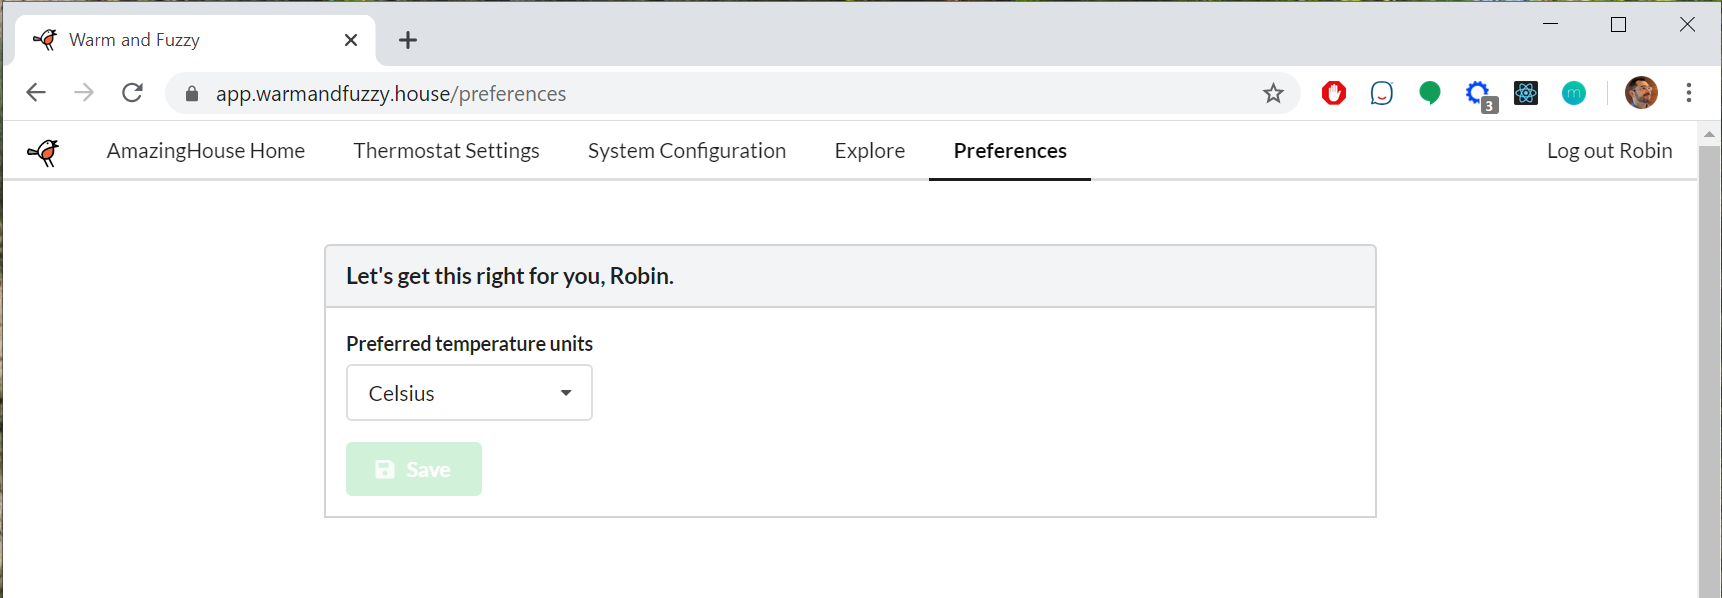 Warm and Fuzzy
app.warmandfuzzy.house/preferences
3
m
AmazingHouse Home Thermostat Settings System Configuration Explore Preferences Log out Robin
Let's get this right for you, Robin.
Preferred temperature units
Celsius
Save